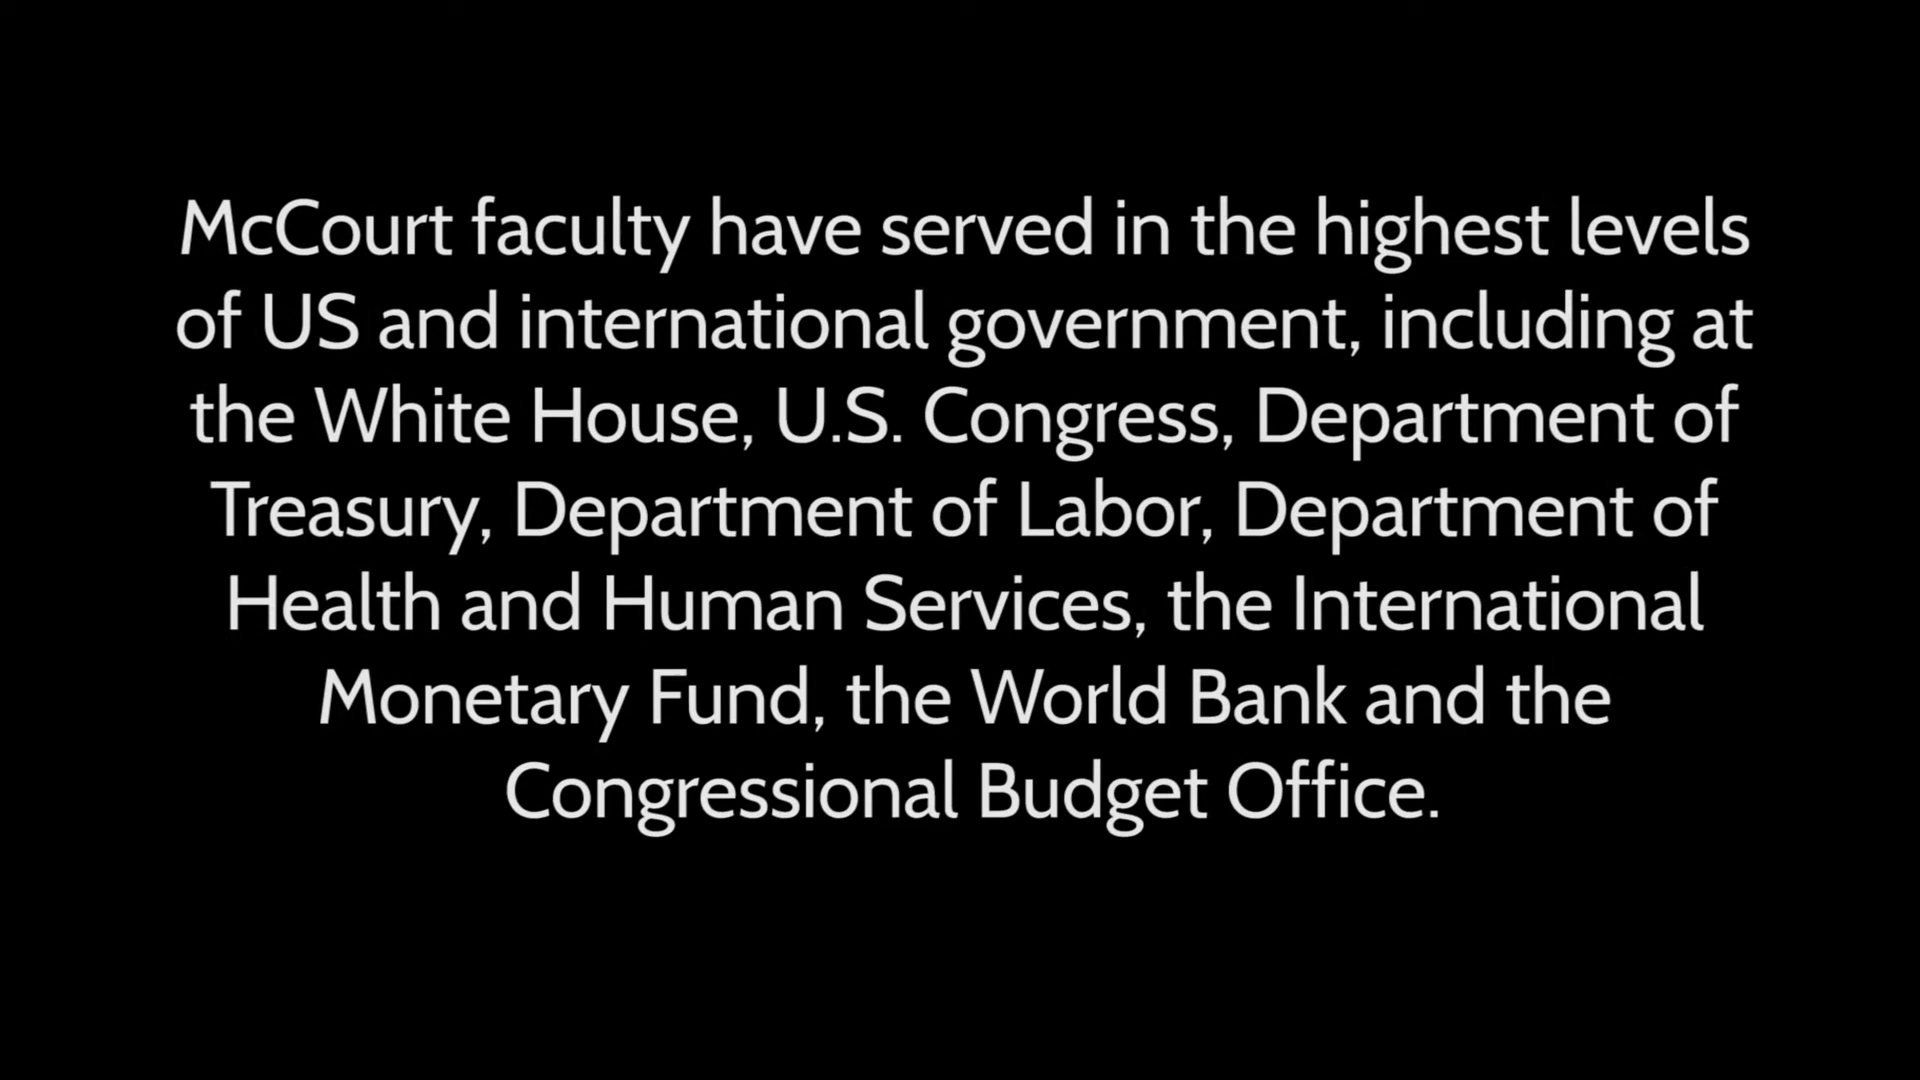 McCourt faculty have served in the highest levels
of US and international government, including at
the White House, U.S. Congress, Department of
Treasury, Department of Labor, Department of
Health and Human Services, the International
Monetary Fund, the World Bank and the
Congressional Budget Office.